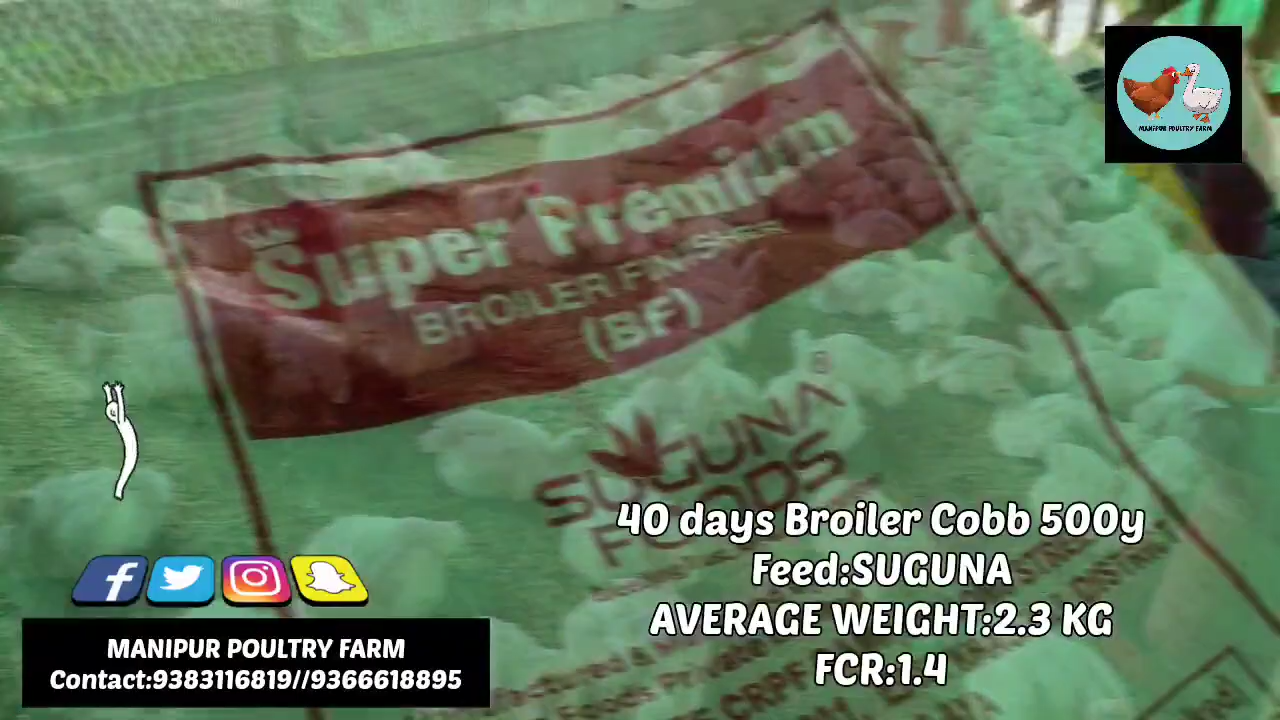 MANIPUR POULTRY FARM
Super Premium
BROILER FINISHER
(BF)
SUGUNA
FOODS
40 days Broiler Cobb 500y
Feed:SUGUNA
AVERAGE WEIGHT:2.3 KG
FCR:1.4
MANIPUR POULTRY FARM
Contact:9383116819//9366618895